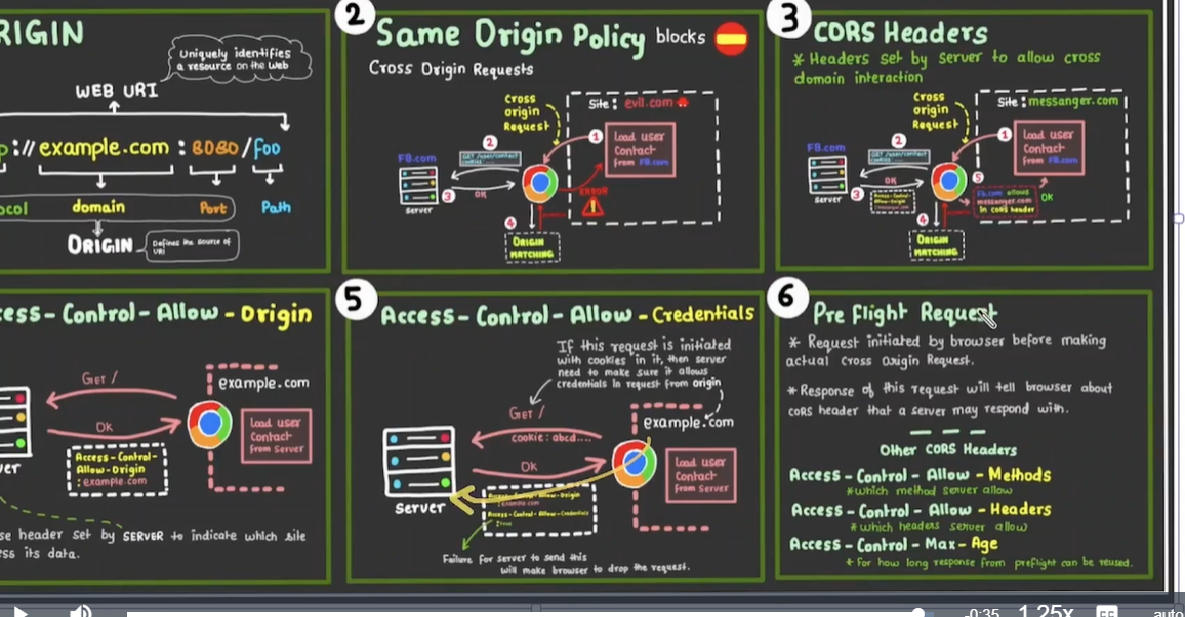 RIGIN
Uniquely identifies
a resource on the web
WEB URI
p://example.com : 8080/foo
ocol
domain
Port
Path
ORIGIN
Defines the source of
URI
2
Same Origin Policy blocks
Cross Origin Requests
Cross
origin
Request
Site: evil.com
1
Load user
Contact
from FB.com
2
FB.com
GET /user/contact
cookies:...
OK
3
server
ERROR
4
ORIGIN
MATCHING
3
CORS Headers
* Headers set by server to allow cross
domain interaction
Cross
origin
Request
Site: messanger.com
1
Load user
Contact
from FB.com
2
FB.com
GET /user/contact
cookies:...
OK
3
server
Access-Control-
Allow-Origin
: messanger.com
5
FB.com allows
messanger.com
in CORS header
OK
4
ORIGIN
MATCHING
cess-Control-Allow-Origin
Get /
example.com
Ok
Load user
Contact
from Server
ver
Access-Control-
Allow-Origin
: example.com
se header set by SERVER to indicate which site
ess its data.
5
Access-Control-Allow-Credentials
If this request is initiated
with cookies in it, then server
need to make sure it allows
credentials in request from origin
Get /
example.com
cookie: abcd....
Ok
Load user
Contact
from Server
server
Access-Control-Allow-Origin
: example.com
Access-Control-Allow-Credentials
: true
Failure for server to send this
will make browser to drop the request.
6
Pre Flight Request
* Request initiated by browser before making
actual Cross Origin Request.
* Response of this request will tell browser about
CORS header that a server may respond with.
Other CORS Headers
Access-Control-Allow-Methods
*which method server allow
Access-Control-Allow-Headers
*which headers server allow
Access-Control-Max-Age
* For how long response from preflight can be reused.
-0:35
1.25x
CC
auto